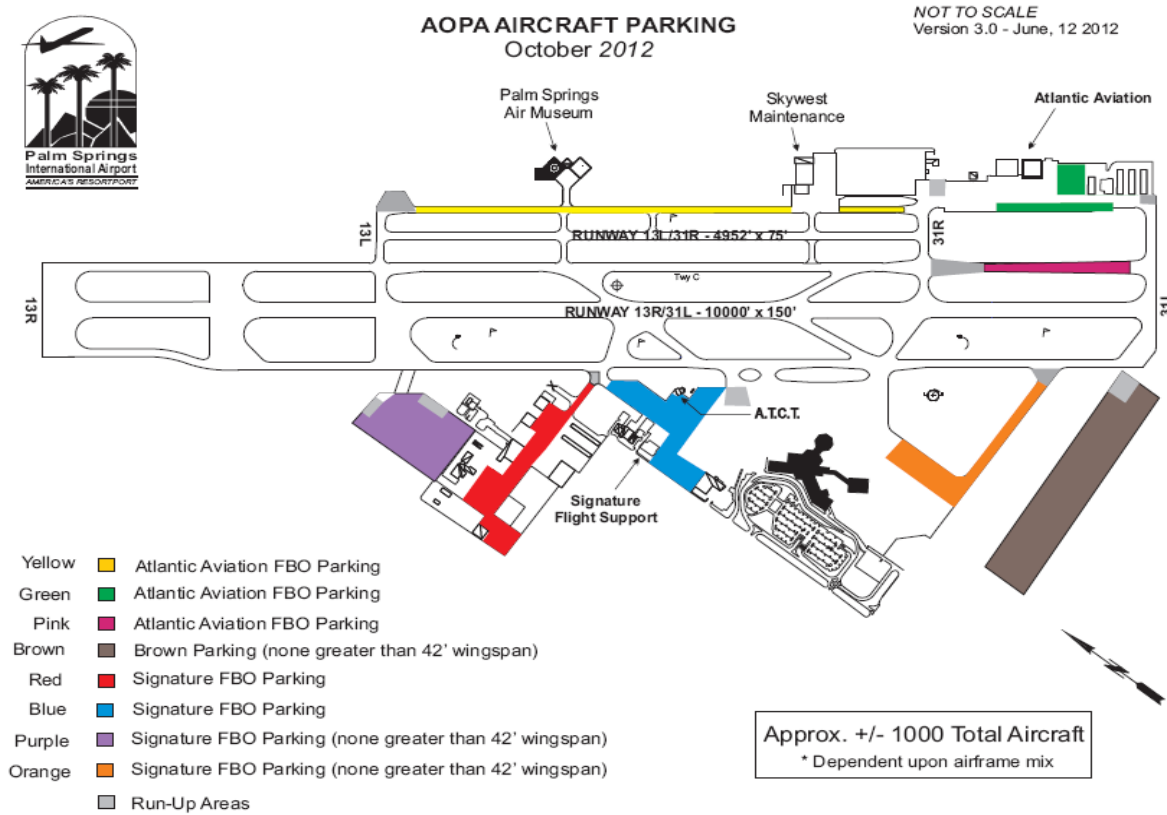 AOPA AIRCRAFT PARKING
October 2012
NOT TO SCALE
Version 3.0 - June, 12 2012
Palm Springs
International Airport
AMERICA'S RESORTPORT
Palm Springs
Air Museum
Skywest
Maintenance
Atlantic Aviation
13L
RUNWAY 13L/31R - 4952' x 75'
31R
Twy C
13R
RUNWAY 13R/31L - 10000' x 150'
31L
A.T.C.T.
Signature
Flight Support
Yellow Atlantic Aviation FBO Parking
Green Atlantic Aviation FBO Parking
Pink Atlantic Aviation FBO Parking
Brown Brown Parking (none greater than 42' wingspan)
Red Signature FBO Parking
Blue Signature FBO Parking
Purple Signature FBO Parking (none greater than 42' wingspan)
Orange Signature FBO Parking (none greater than 42' wingspan)
Run-Up Areas
Approx. +/- 1000 Total Aircraft
* Dependent upon airframe mix